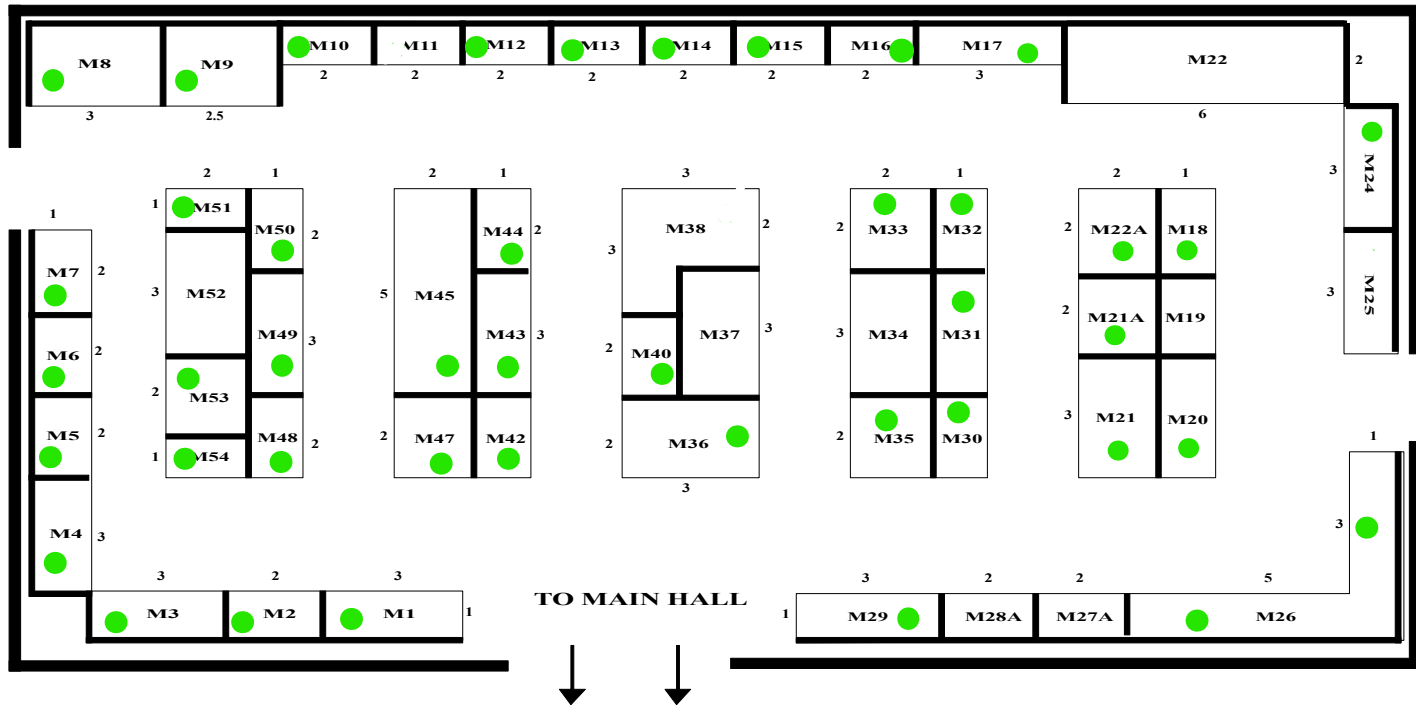 M8 M9 M10 M11 M12 M13 M14 M15 M16 M17 M22 2
3 2.5 2 2 2 2 2 2 2 3 6
M24 3
M25 3
1
M7 2
M6 2
M5 2
M4 3
2 1
1 M51 M50 2
3 M52 M49 3
2 M53
1 M54 M48 2
2 1
M44 2
5 M45 M43 3
2 M47 M42
3
M38 2
3
2 M40 M37 3
2 M36
3
2 1
2 M33 M32
3 M34 M31
2 M35 M30
2 1
2 M22A M18
2 M21A M19
3 M21 M20
3 2 3
M3 M2 M1 1
TO MAIN HALL
3 2 2 5
1 M29 M28A M27A M26
1
3